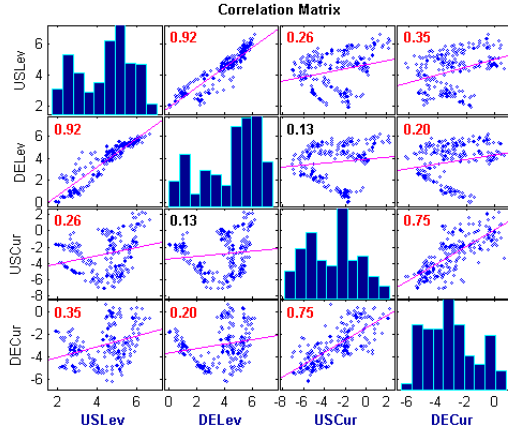 Correlation Matrix
USLev
6
4
2
0.92
0.26
0.35
DELev
6
4
2
0
0.92
0.13
0.20
USCur
2
0
-2
-4
-6
-8
0.26
0.13
0.75
DECur
0
-2
-4
-6
0.35
0.20
0.75
2 4 6 8
0 2 4 6 8
-6 -4 -2 0 2
-6 -4 -2 0
USLev DELev USCur DECur